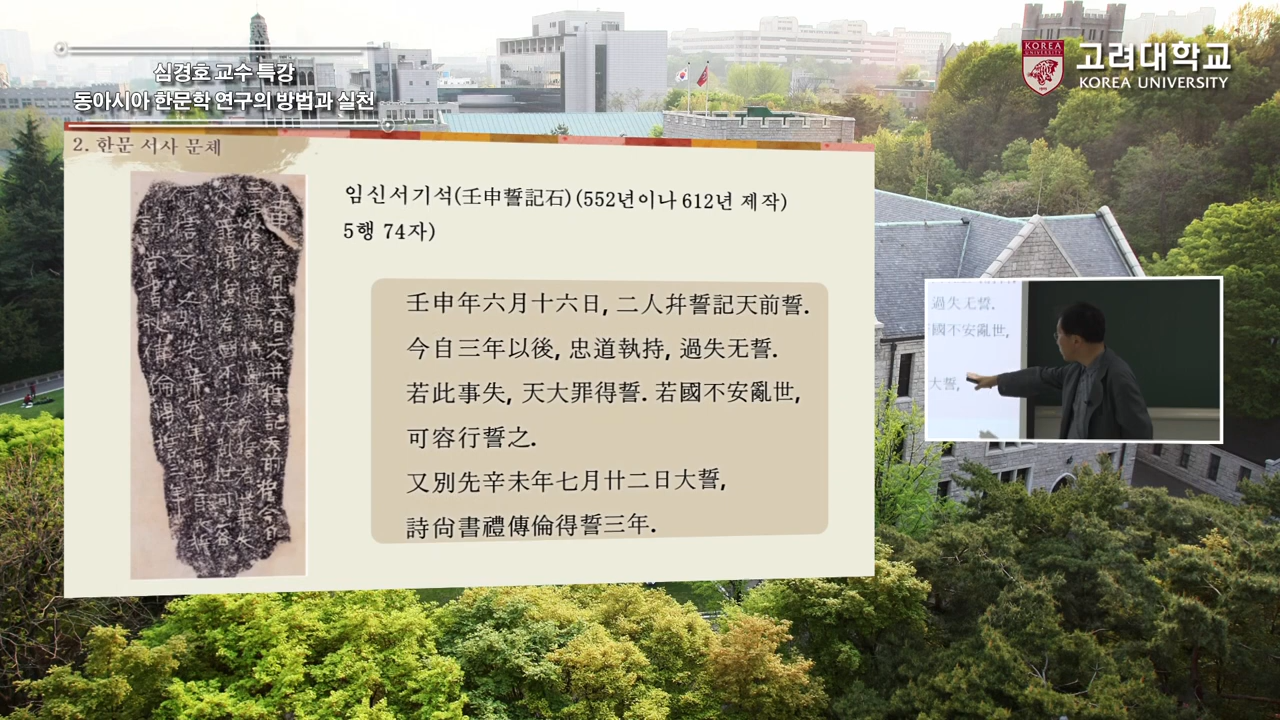 심경호 교수 특강
동아시아 한문학 연구의 방법과 실천
KOREA
UNIVERSITY
고려대학교
KOREA UNIVERSITY
2. 한문 서사 문체
임신서기석(壬申誓記石)(552년이나 612년 제작)
5행 74자)
壬申年六月十六日, 二人幷誓記天前誓.
今自三年以後, 忠道執持, 過失无誓.
若此事失, 天大罪得誓. 若國不安亂世,
可容行誓之.
又別先辛未年七月廿二日大誓,
詩尙書禮傳倫得誓三年.
過失无誓.
國不安亂世,
大誓,